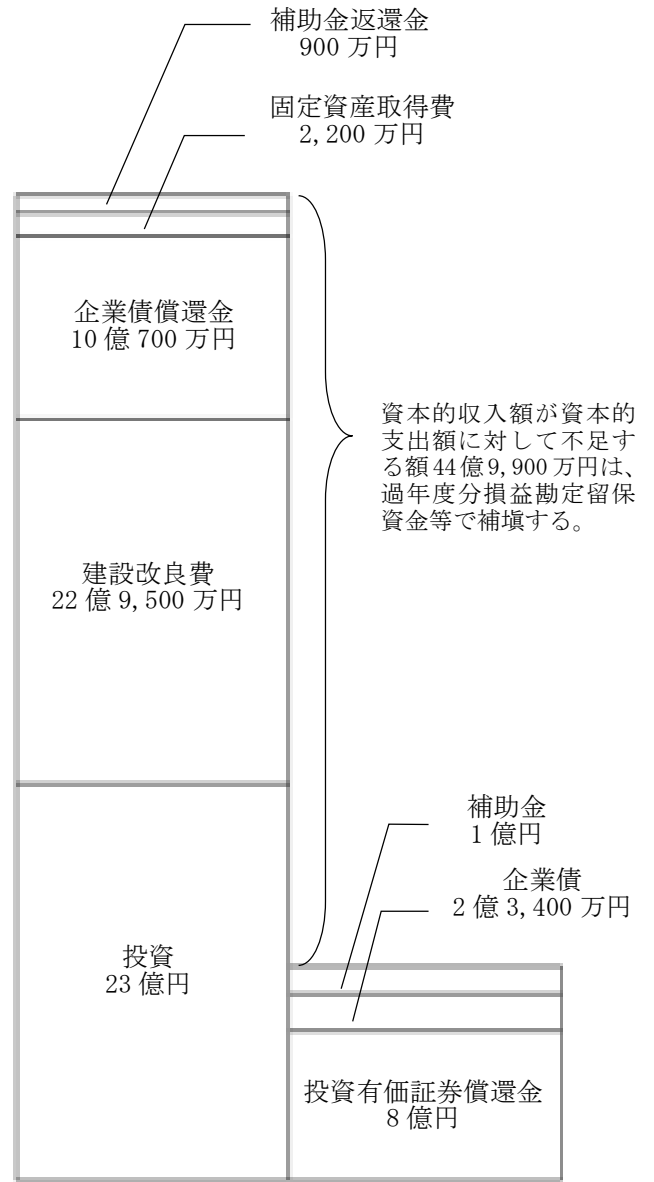 補助金返還金
900 万円
固定資産取得費
2,200 万円
企業債償還金
10 億 700 万円
資本的収入額が資本的
支出額に対して不足す
る額 44 億 9,900 万円は、
過年度分損益勘定留保
資金等で補塡する。
建設改良費
22 億 9,500 万円
補助金
1 億円
企業債
2 億 3,400 万円
投資
23 億円
投資有価証券償還金
8 億円